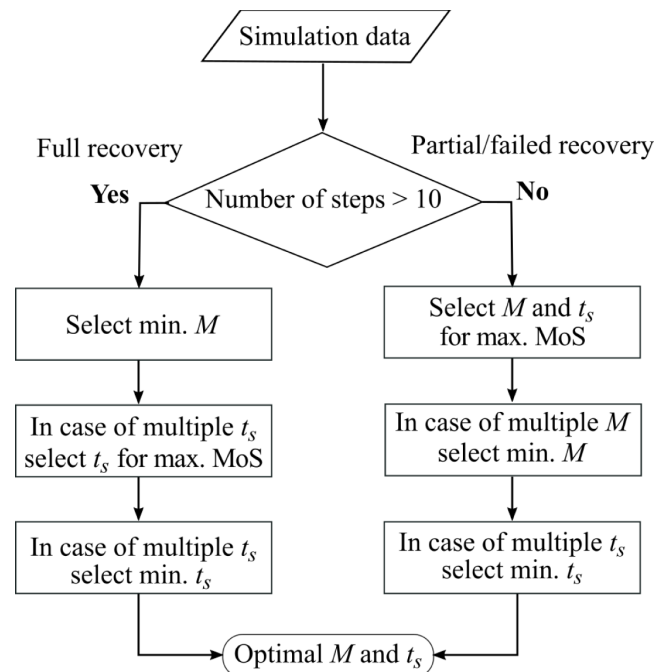 Simulation data
Full recovery
Partial/failed recovery
Yes
Number of steps > 10
No
Select min. M
Select M and tₛ
for max. MoS
In case of multiple tₛ
select tₛ for max. MoS
In case of multiple M
select min. M
In case of multiple tₛ
select min. tₛ
In case of multiple tₛ
select min. tₛ
Optimal M and tₛ